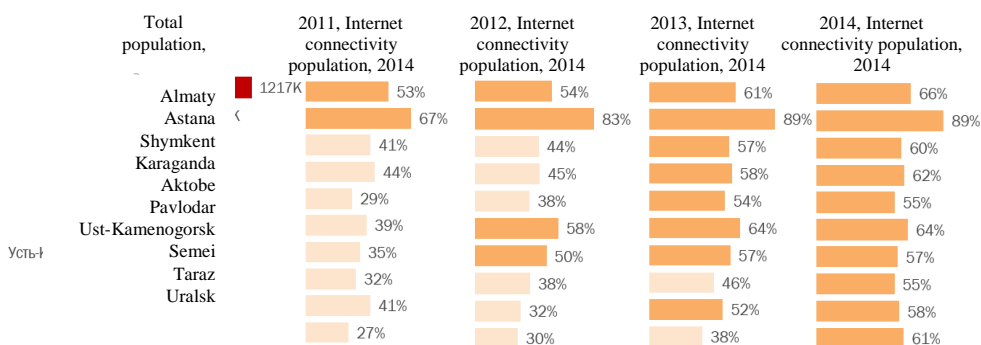 Total population,
2011, Internet connectivity population, 2014
2012, Internet connectivity population, 2014
2013, Internet connectivity population, 2014
2014, Internet connectivity population, 2014
1217K 53% 54% 61% 66%
Almaty
Astana 67% 83% 89% 89%
Shymkent 41% 44% 57% 60%
Karaganda 44% 45% 58% 62%
Aktobe 29% 38% 54% 55%
Pavlodar 39% 58% 64% 64%
Ust-Kamenogorsk
Усть-К 35% 50% 57% 57%
Semei 32% 38% 46% 55%
Taraz 41% 32% 52% 58%
Uralsk 27% 30% 38% 61%